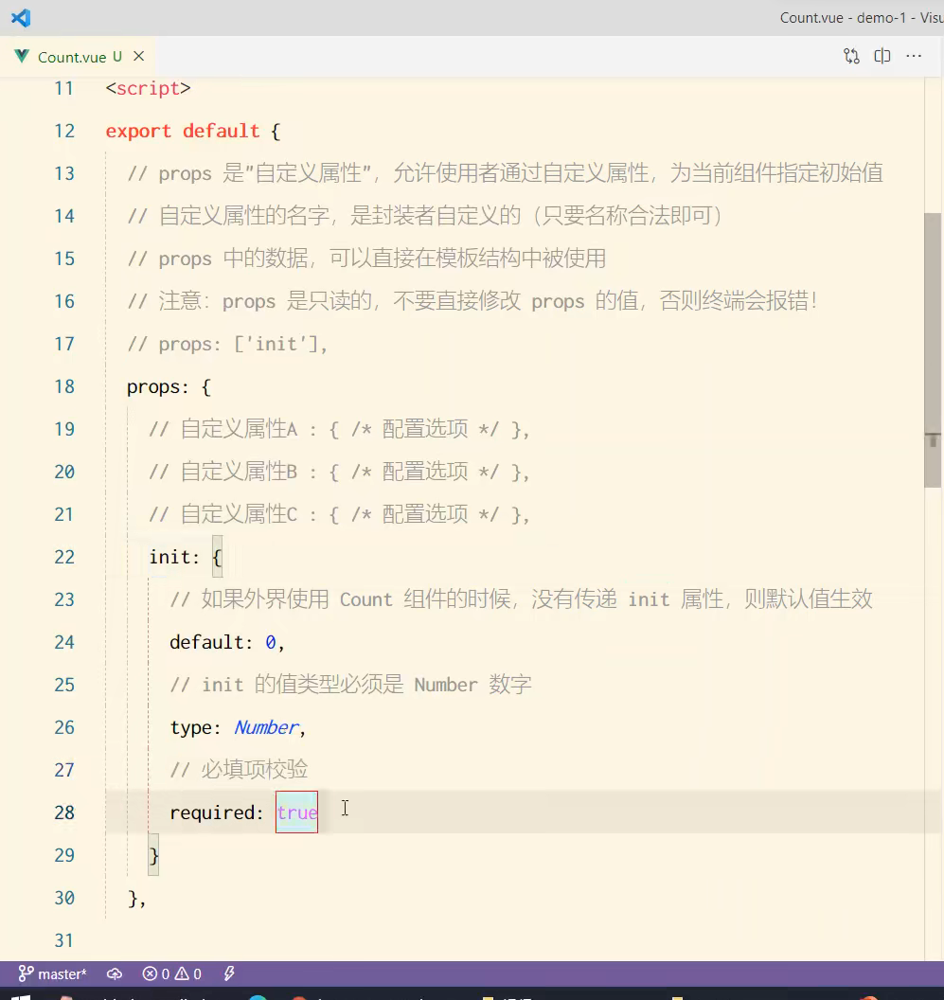 Count.vue - demo-1 - Visu
Count.vue U
11 <script>
12 export default {
13 // props 是"自定义属性"，允许使用者通过自定义属性，为当前组件指定初始值
14 // 自定义属性的名字，是封装者自定义的（只要名称合法即可）
15 // props 中的数据，可以直接在模板结构中被使用
16 // 注意：props 是只读的，不要直接修改 props 的值，否则终端会报错！
17 // props: ['init'],
18 props: {
19 // 自定义属性A : { /* 配置选项 */ },
20 // 自定义属性B : { /* 配置选项 */ },
21 // 自定义属性C : { /* 配置选项 */ },
22 init: {
23 // 如果外界使用 Count 组件的时候，没有传递 init 属性，则默认值生效
24 default: 0,
25 // init 的值类型必须是 Number 数字
26 type: Number,
27 // 必填项校验
28 required: true
29 }
30 },
31
master* 0 0